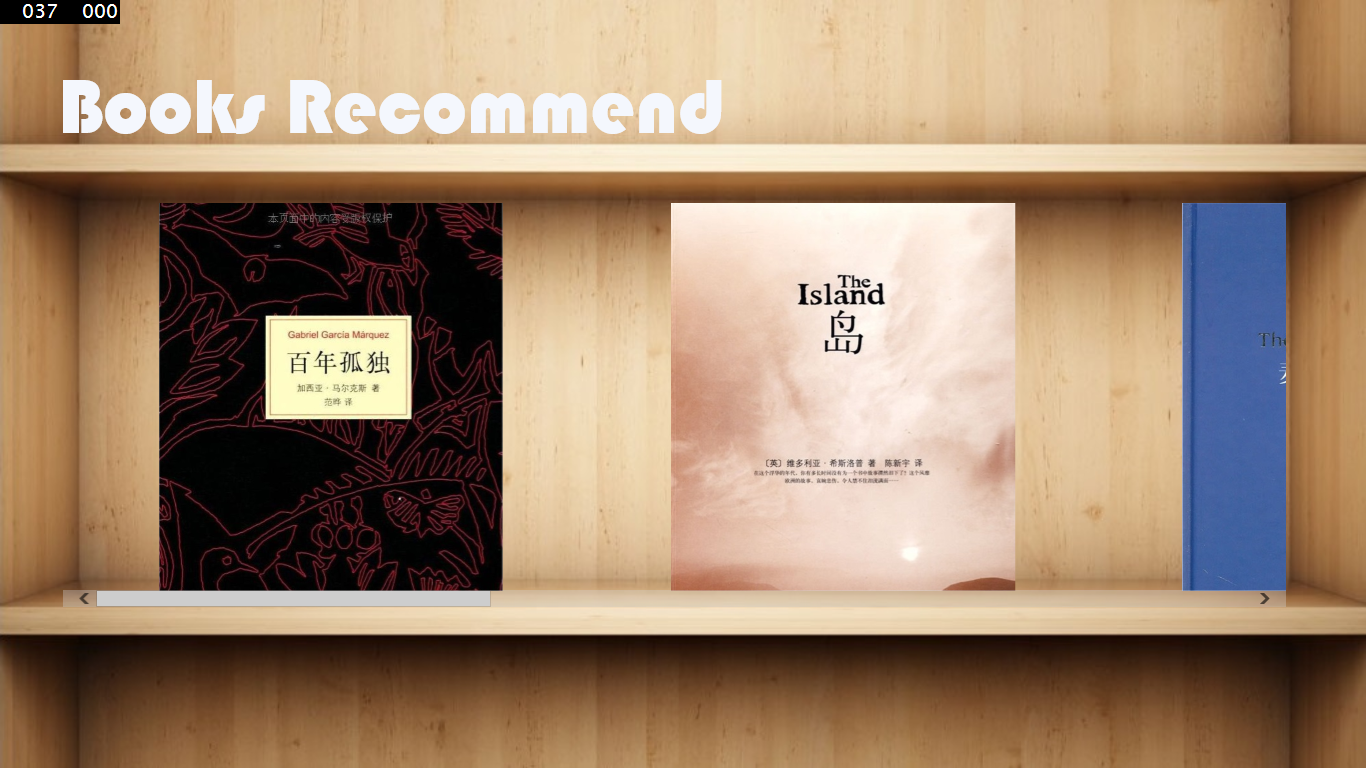 037 000
Books Recommend
本页面中的内容受版权保护
Gabriel García Márquez
百年孤独
加西亚·马尔克斯 著
范晔 译
The
Island
岛
〔英〕维多利亚·希斯洛普 著 陈新宇 译
The